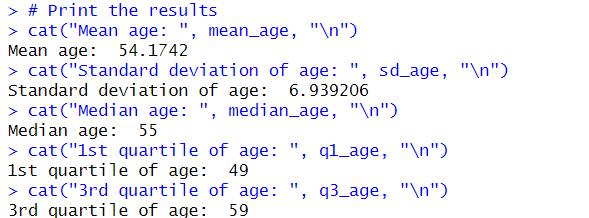 > # Print the results
> cat("Mean age: ", mean_age, "\n")
Mean age:  54.1742
> cat("Standard deviation of age: ", sd_age, "\n")
Standard deviation of age:  6.939206
> cat("Median age: ", median_age, "\n")
Median age:  55
> cat("1st quartile of age: ", q1_age, "\n")
1st quartile of age:  49
> cat("3rd quartile of age: ", q3_age, "\n")
3rd quartile of age:  59